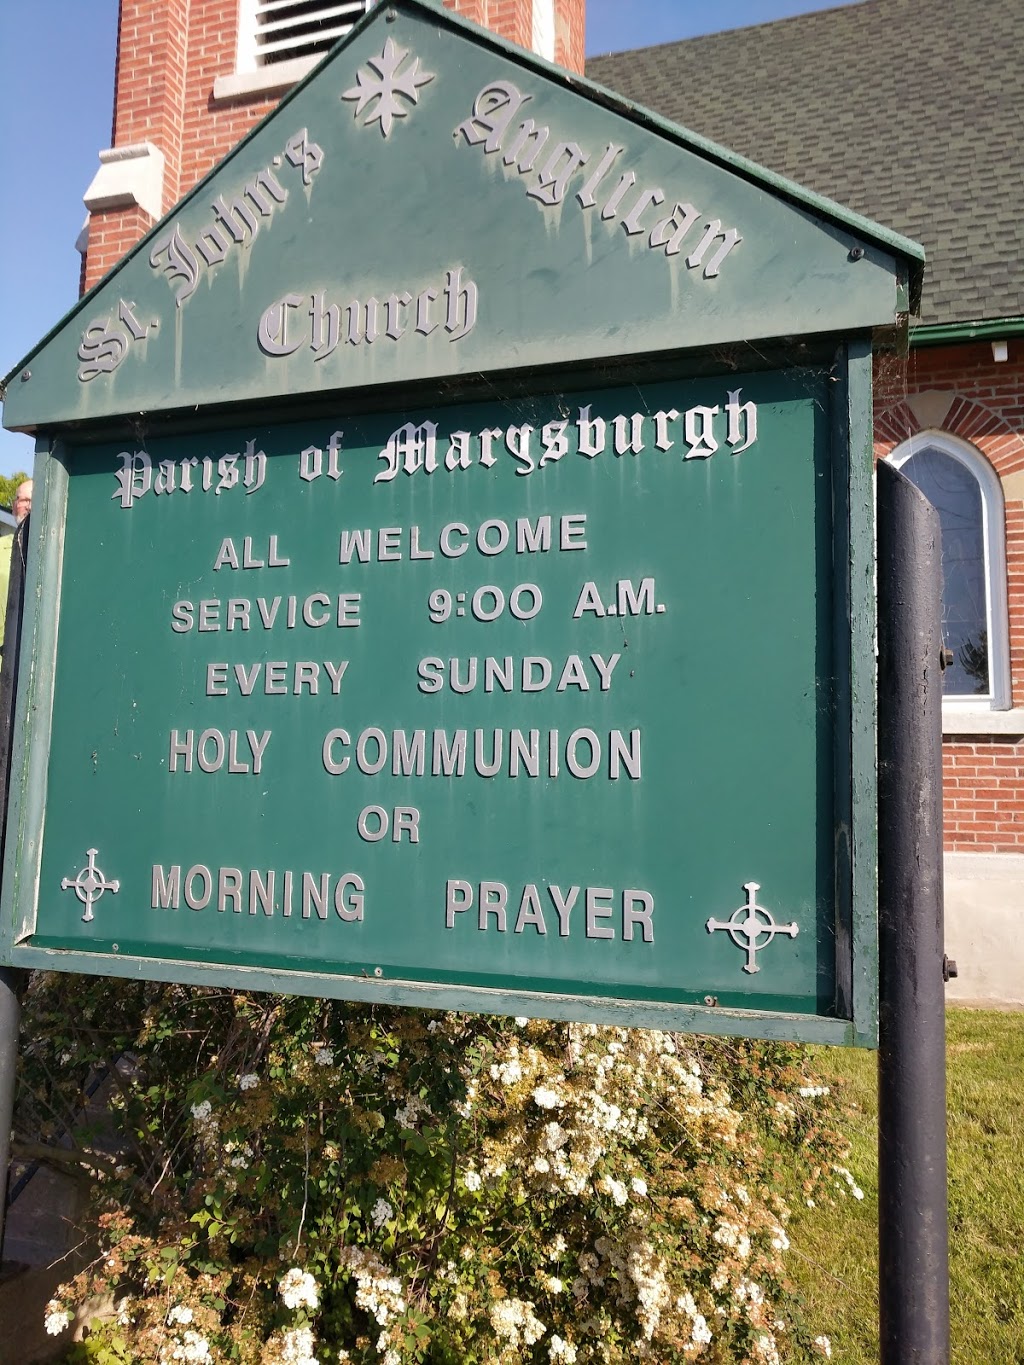 St. John's Anglican
Church
Parish of Marysburgh
ALL WELCOME
SERVICE 9:00 A.M.
EVERY SUNDAY
HOLY COMMUNION
OR
MORNING PRAYER